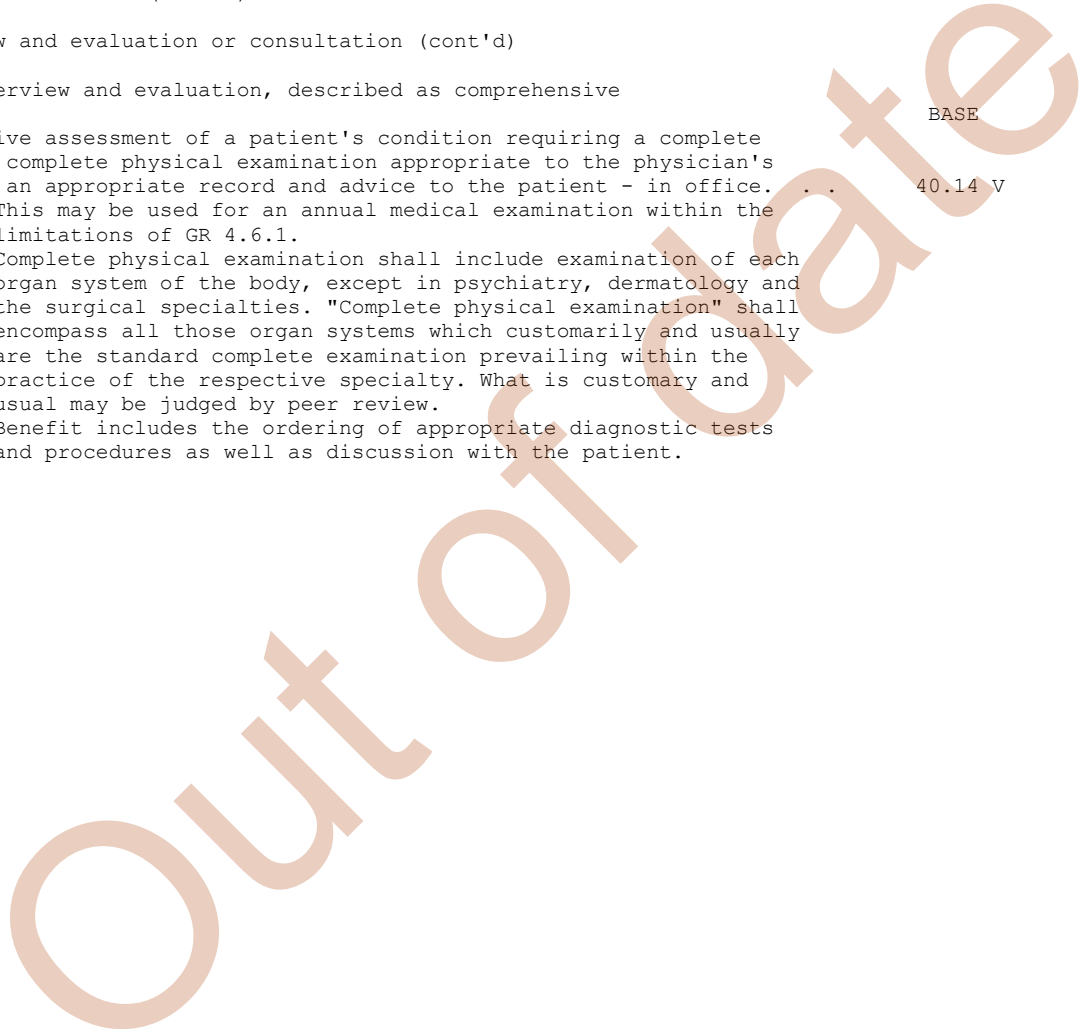 w and evaluation or consultation (cont'd)
erview and evaluation, described as comprehensive
BASE
ive assessment of a patient's condition requiring a complete
complete physical examination appropriate to the physician's
an appropriate record and advice to the patient - in office. . . 40.14 V
This may be used for an annual medical examination within the
limitations of GR 4.6.1.
Complete physical examination shall include examination of each
organ system of the body, except in psychiatry, dermatology and
the surgical specialties. "Complete physical examination" shall
encompass all those organ systems which customarily and usually
are the standard complete examination prevailing within the
practice of the respective specialty. What is customary and
usual may be judged by peer review.
Benefit includes the ordering of appropriate diagnostic tests
and procedures as well as discussion with the patient.
Out of date